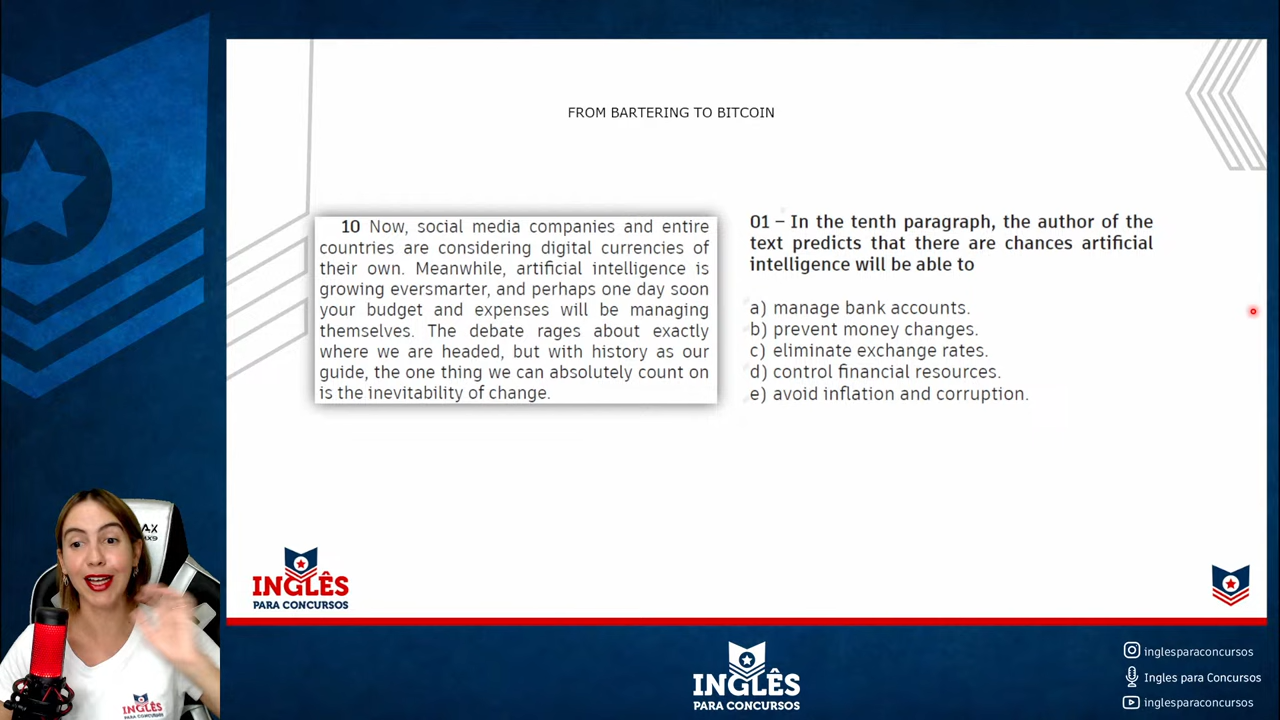 FROM BARTERING TO BITCOIN
10 Now, social media companies and entire
countries are considering digital currencies of
their own. Meanwhile, artificial intelligence is
growing eversmarter, and perhaps one day soon
your budget and expenses will be managing
themselves. The debate rages about exactly
where we are headed, but with history as our
guide, the one thing we can absolutely count on
is the inevitability of change.
01 – In the tenth paragraph, the author of the
text predicts that there are chances artificial
intelligence will be able to
a) manage bank accounts.
b) prevent money changes.
c) eliminate exchange rates.
d) control financial resources.
e) avoid inflation and corruption.
INGLÊS
PARA CONCURSOS
INGLÊS
PARA CONCURSOS
inglesparaconcursos
Ingles para Concursos
inglesparaconcursos
INGLÊS
PARA CONCURSOS